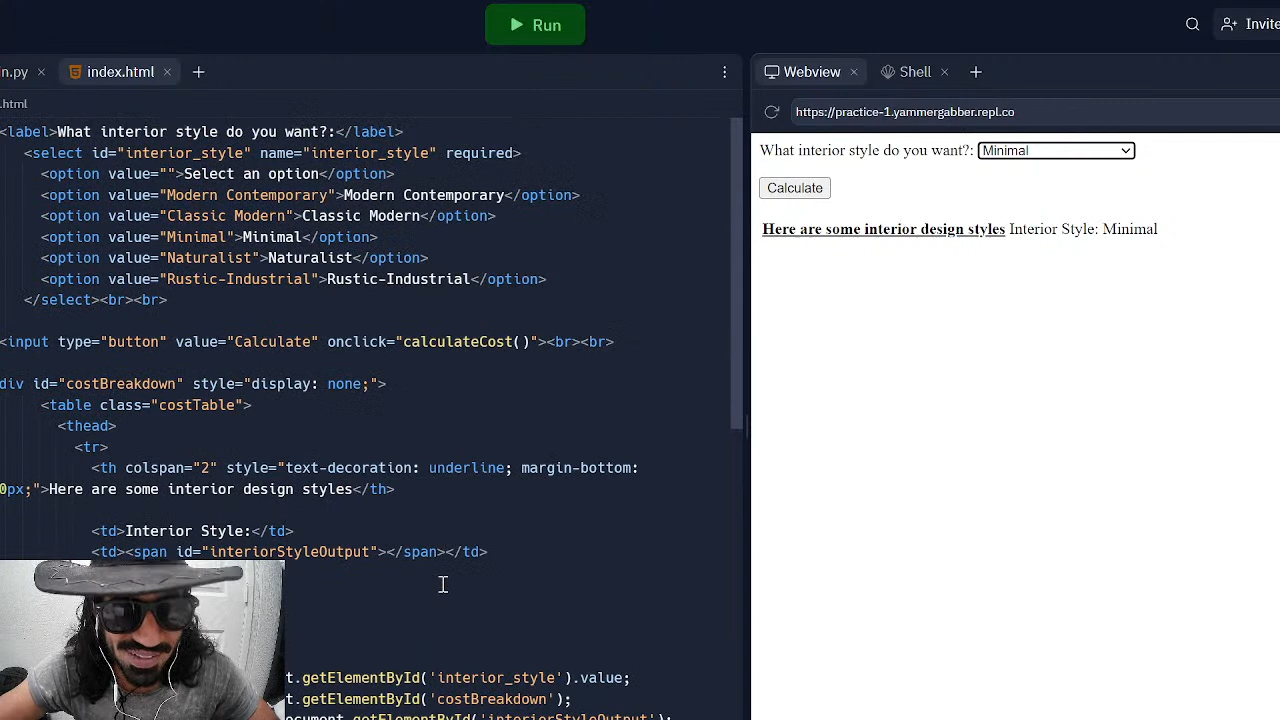 Run
Invite
n.py
index.html
Webview
Shell
.html
https://practice-1.yammergabber.repl.co
<label>What interior style do you want?:</label>
<select id="interior_style" name="interior_style" required>
<option value="">Select an option</option>
<option value="Modern Contemporary">Modern Contemporary</option>
<option value="Classic Modern">Classic Modern</option>
<option value="Minimal">Minimal</option>
<option value="Naturalist">Naturalist</option>
<option value="Rustic-Industrial">Rustic-Industrial</option>
</select><br><br>
<input type="button" value="Calculate" onclick="calculateCost()"><br><br>
div id="costBreakdown" style="display: none;">
<table class="costTable">
<thead>
<tr>
<th colspan="2" style="text-decoration: underline; margin-bottom:
0px;">Here are some interior design styles</th>
<td>Interior Style:</td>
<td><span id="interiorStyleOutput"></span></td>
t.getElementById('interior_style').value;
t.getElementById('costBreakdown');
ocument.getElementById('interiorStyleOutput');
What interior style do you want?: Minimal
Calculate
Here are some interior design styles Interior Style: Minimal